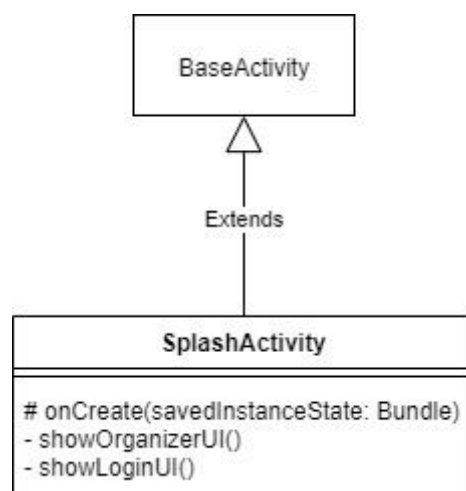 BaseActivity
Extends
SplashActivity
# onCreate(savedInstanceState: Bundle)
- showOrganizerUI()
- showLoginUI()